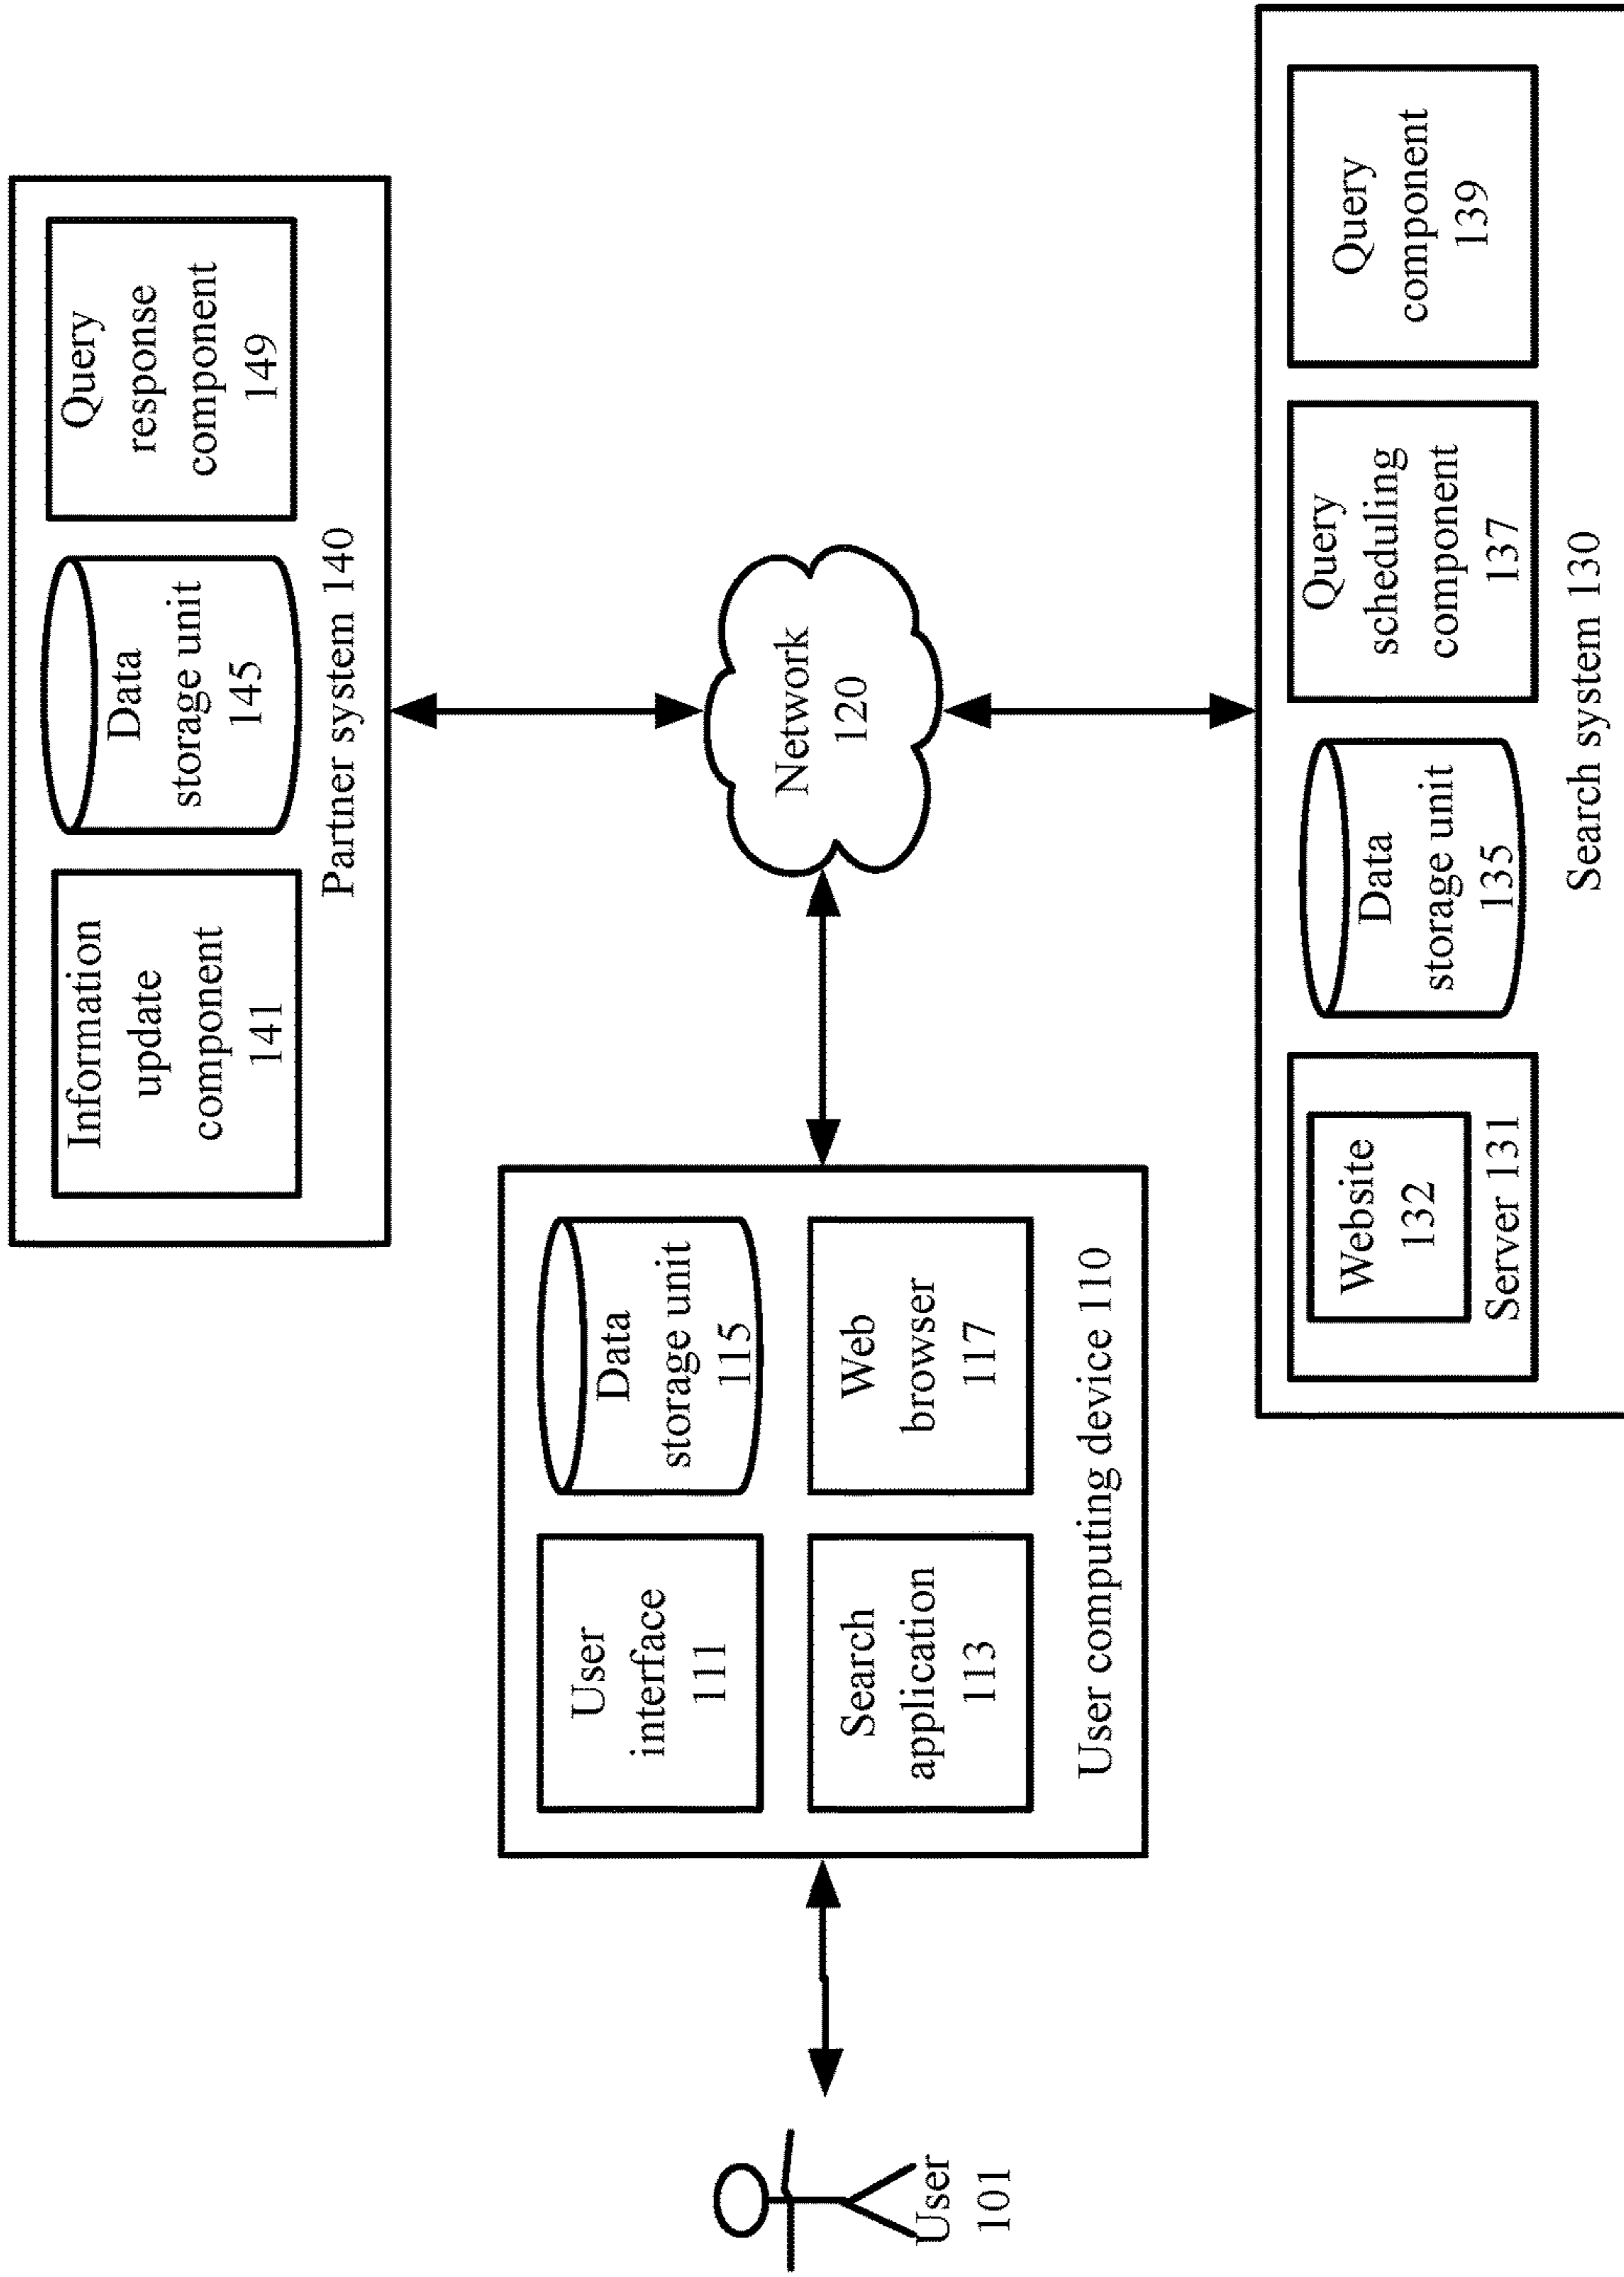 Information
update
component
141
Data
storage unit
145
Query
response
component
149
Partner system 140
User
101
User
interface
111
Data
storage unit
115
Search
application
113
Web
browser
117
User computing device 110
Network
120
Website
132
Server 131
Data
storage unit
135
Query
scheduling
component
137
Query
component
139
Search system 130